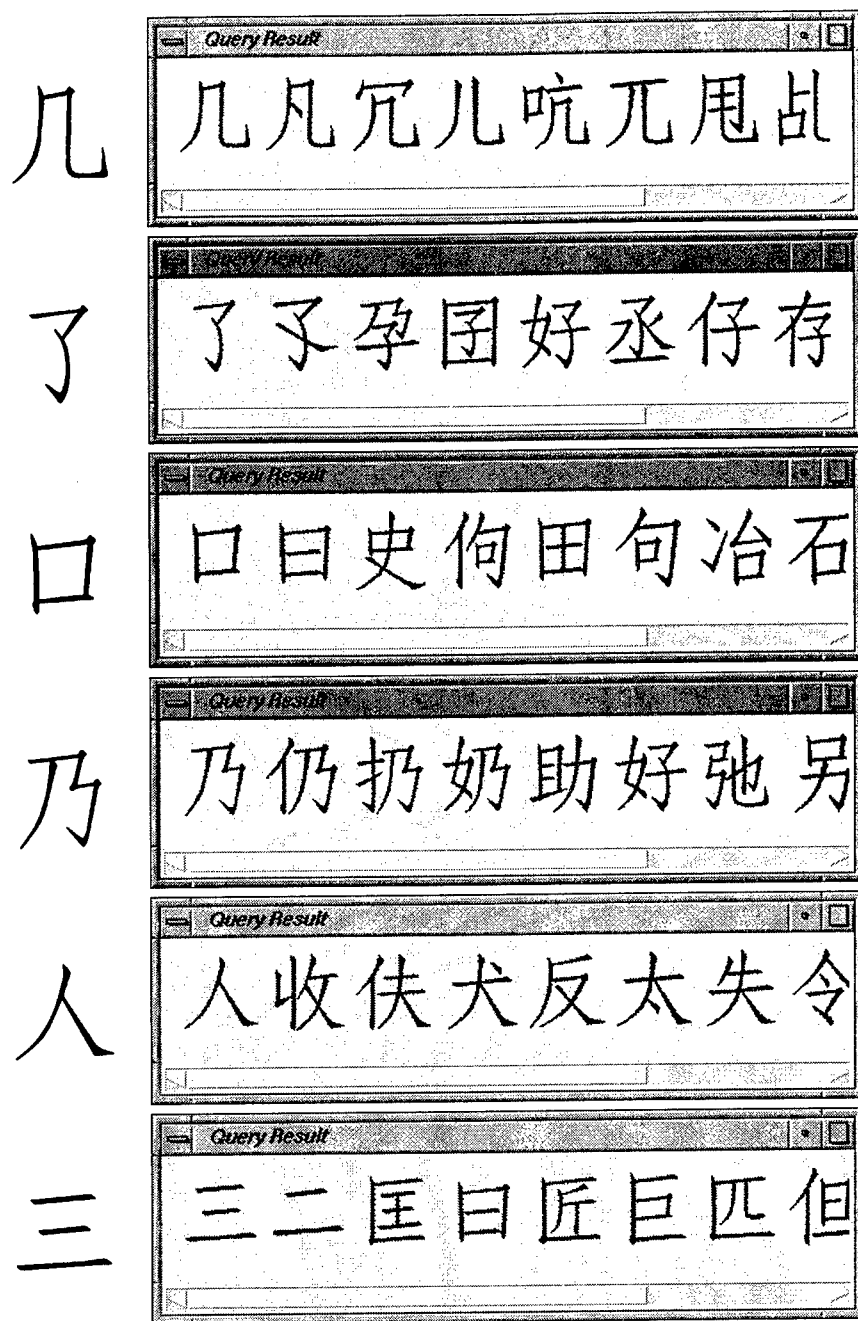 Query Result
几 几凡冗儿吭兀甩乩
Query Result
了 了孑孕囝好丞仔存
Query Result
口 口曰史佝田句冶石
Query Result
乃 乃仍扔奶助好弛另
Query Result
人 人收伕犬反太失令
Query Result
三 三二匡曰匠巨匹但